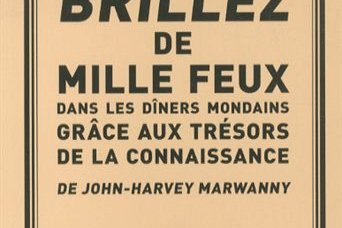 BRILLEZ
DE
MILLE FEUX
DANS LES DÎNERS MONDAINS
GRÂCE AUX TRÉSORS
DE LA CONNAISSANCE
DE JOHN-HARVEY MARWANNY